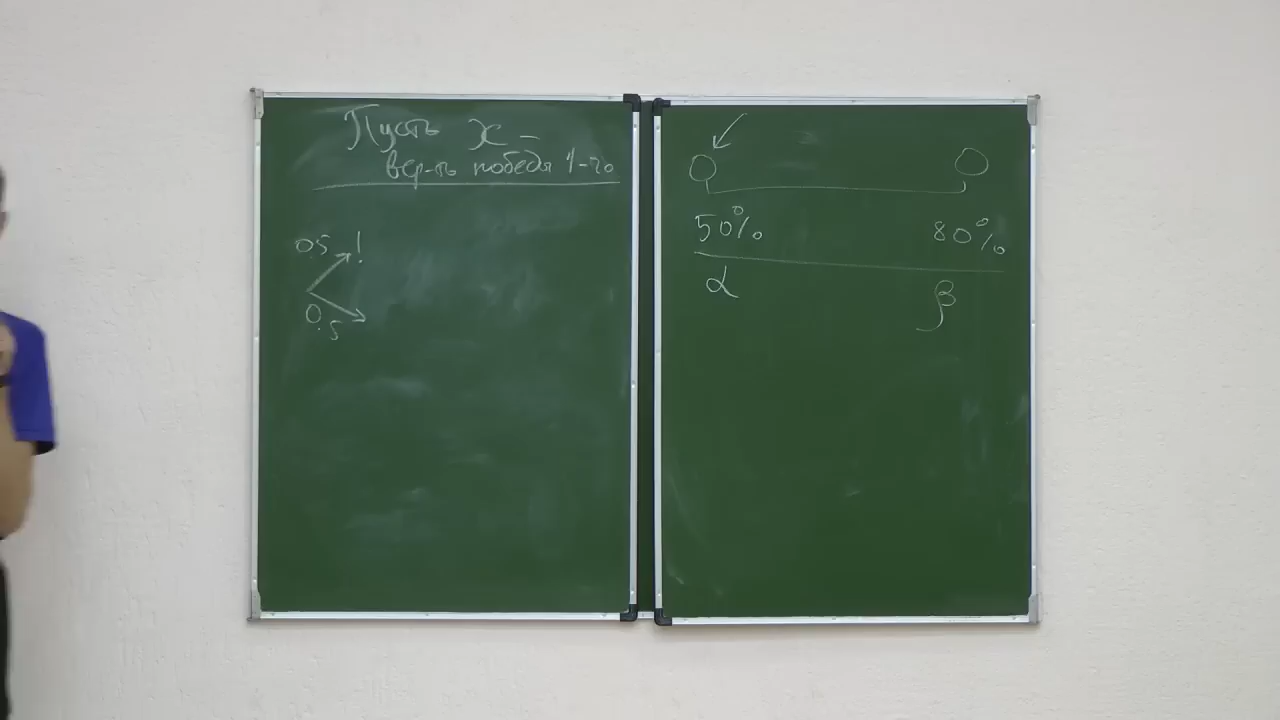 Пусть x –
вер-ть победы 1-го
0.5 !
0.5
50% 80%
α β